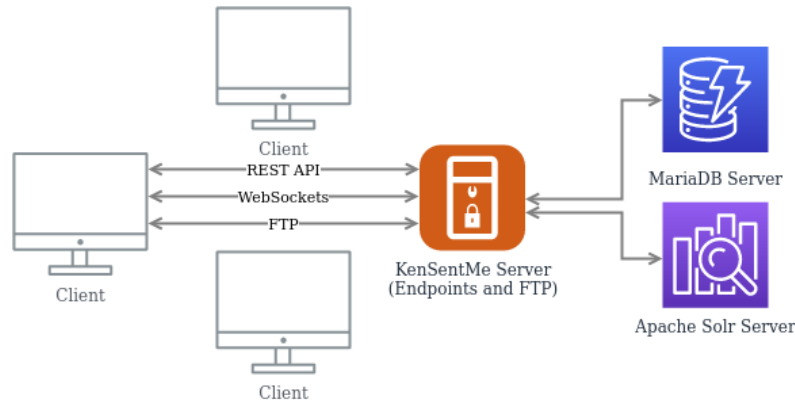 Client
REST API
WebSockets
FTP
Client
Client
KenSentMe Server
(Endpoints and FTP)
MariaDB Server
Apache Solr Server